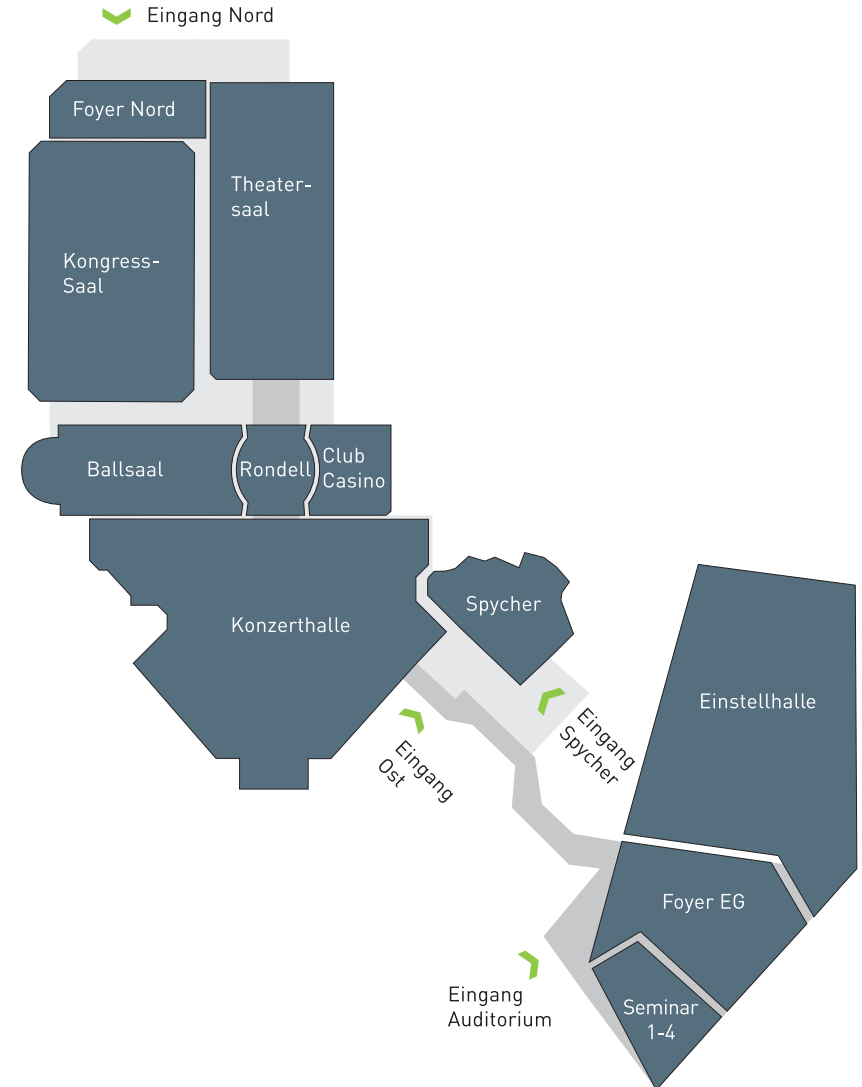 Eingang Nord
Foyer Nord
Theater-
saal
Kongress-
Saal
Ballsaal
Rondell
Club
Casino
Spycher
Konzerthalle
Einstellhalle
Eingang
Spycher
Eingang
Ost
Foyer EG
Eingang
Auditorium
Seminar
1-4